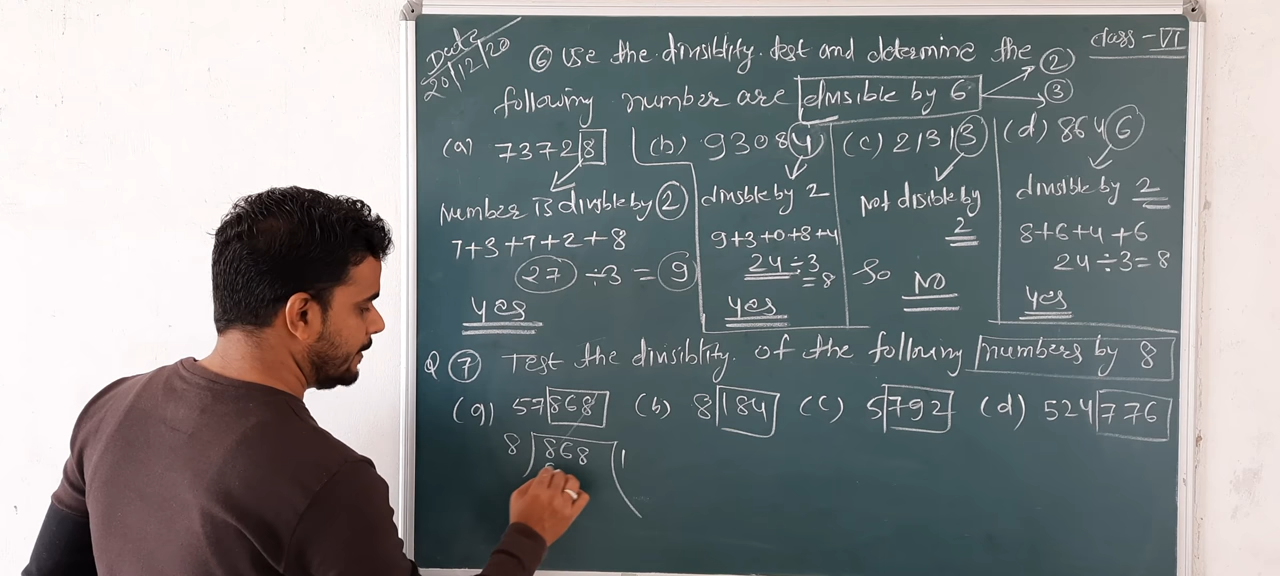 Date
20/12/20
class - VI
⑥ Use the divisiblity test and determine the
following number are divisible by 6
②
③
(a) 73728
Number is divisible by ②
7+3+7+2+8
27 ÷3 = 9
Yes
(b) 93084
divisible by 2
9+3+0+8+4
24 ÷3
=8
Yes
(c) 21313
Not disible by
2
So NO
(d) 8646
divisible by 2
8+6+4+6
24÷3=8
Yes
Q ⑦ Test the divisiblity of the following numbers by 8
(a) 57868 (b) 8184 (c) 5792 (d) 524776
8 ) 868 ( 1
8